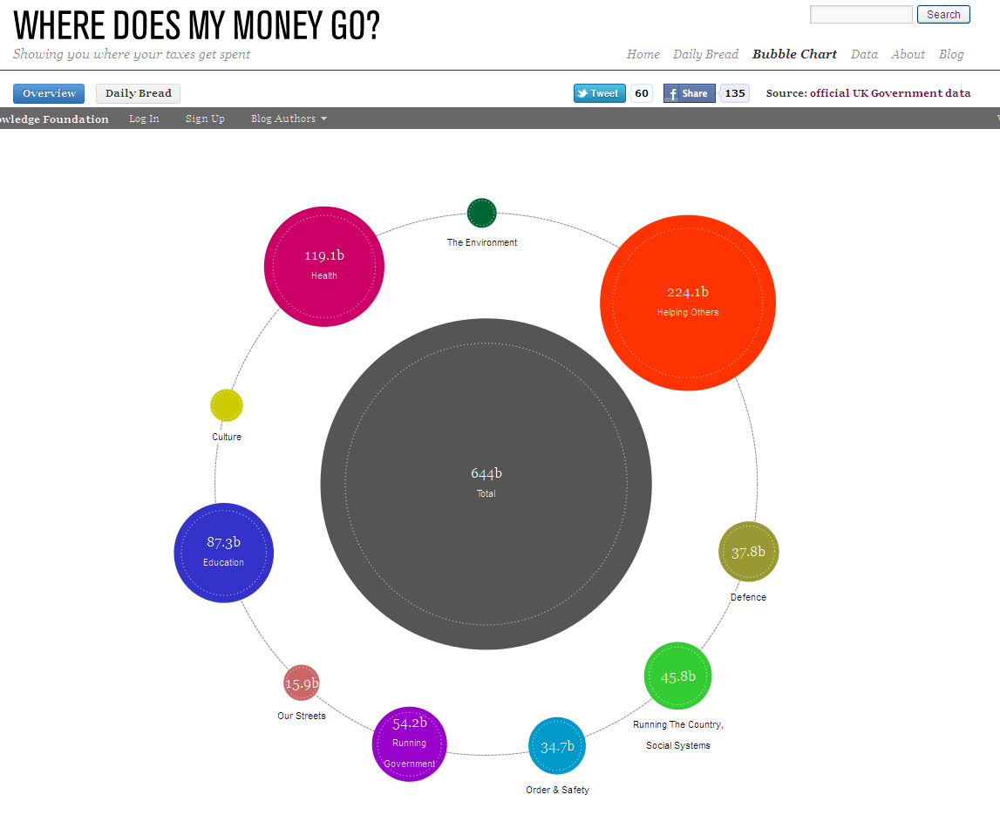 WHERE DOES MY MONEY GO?
Search
Showing you where your taxes get spent
Home Daily Bread Bubble Chart Data About Blog
Overview Daily Bread Tweet 60 Share 135 Source: official UK Government data
owledge Foundation Log In Sign Up Blog Authors
The Environment
119.1b
Health
224.1b
Helping Others
Culture
644b
Total
87.3b
Education
37.8b
Defence
45.8b
Running The Country,
Social Systems
15.9b
Our Streets
54.2b
Running
Government
34.7b
Order & Safety